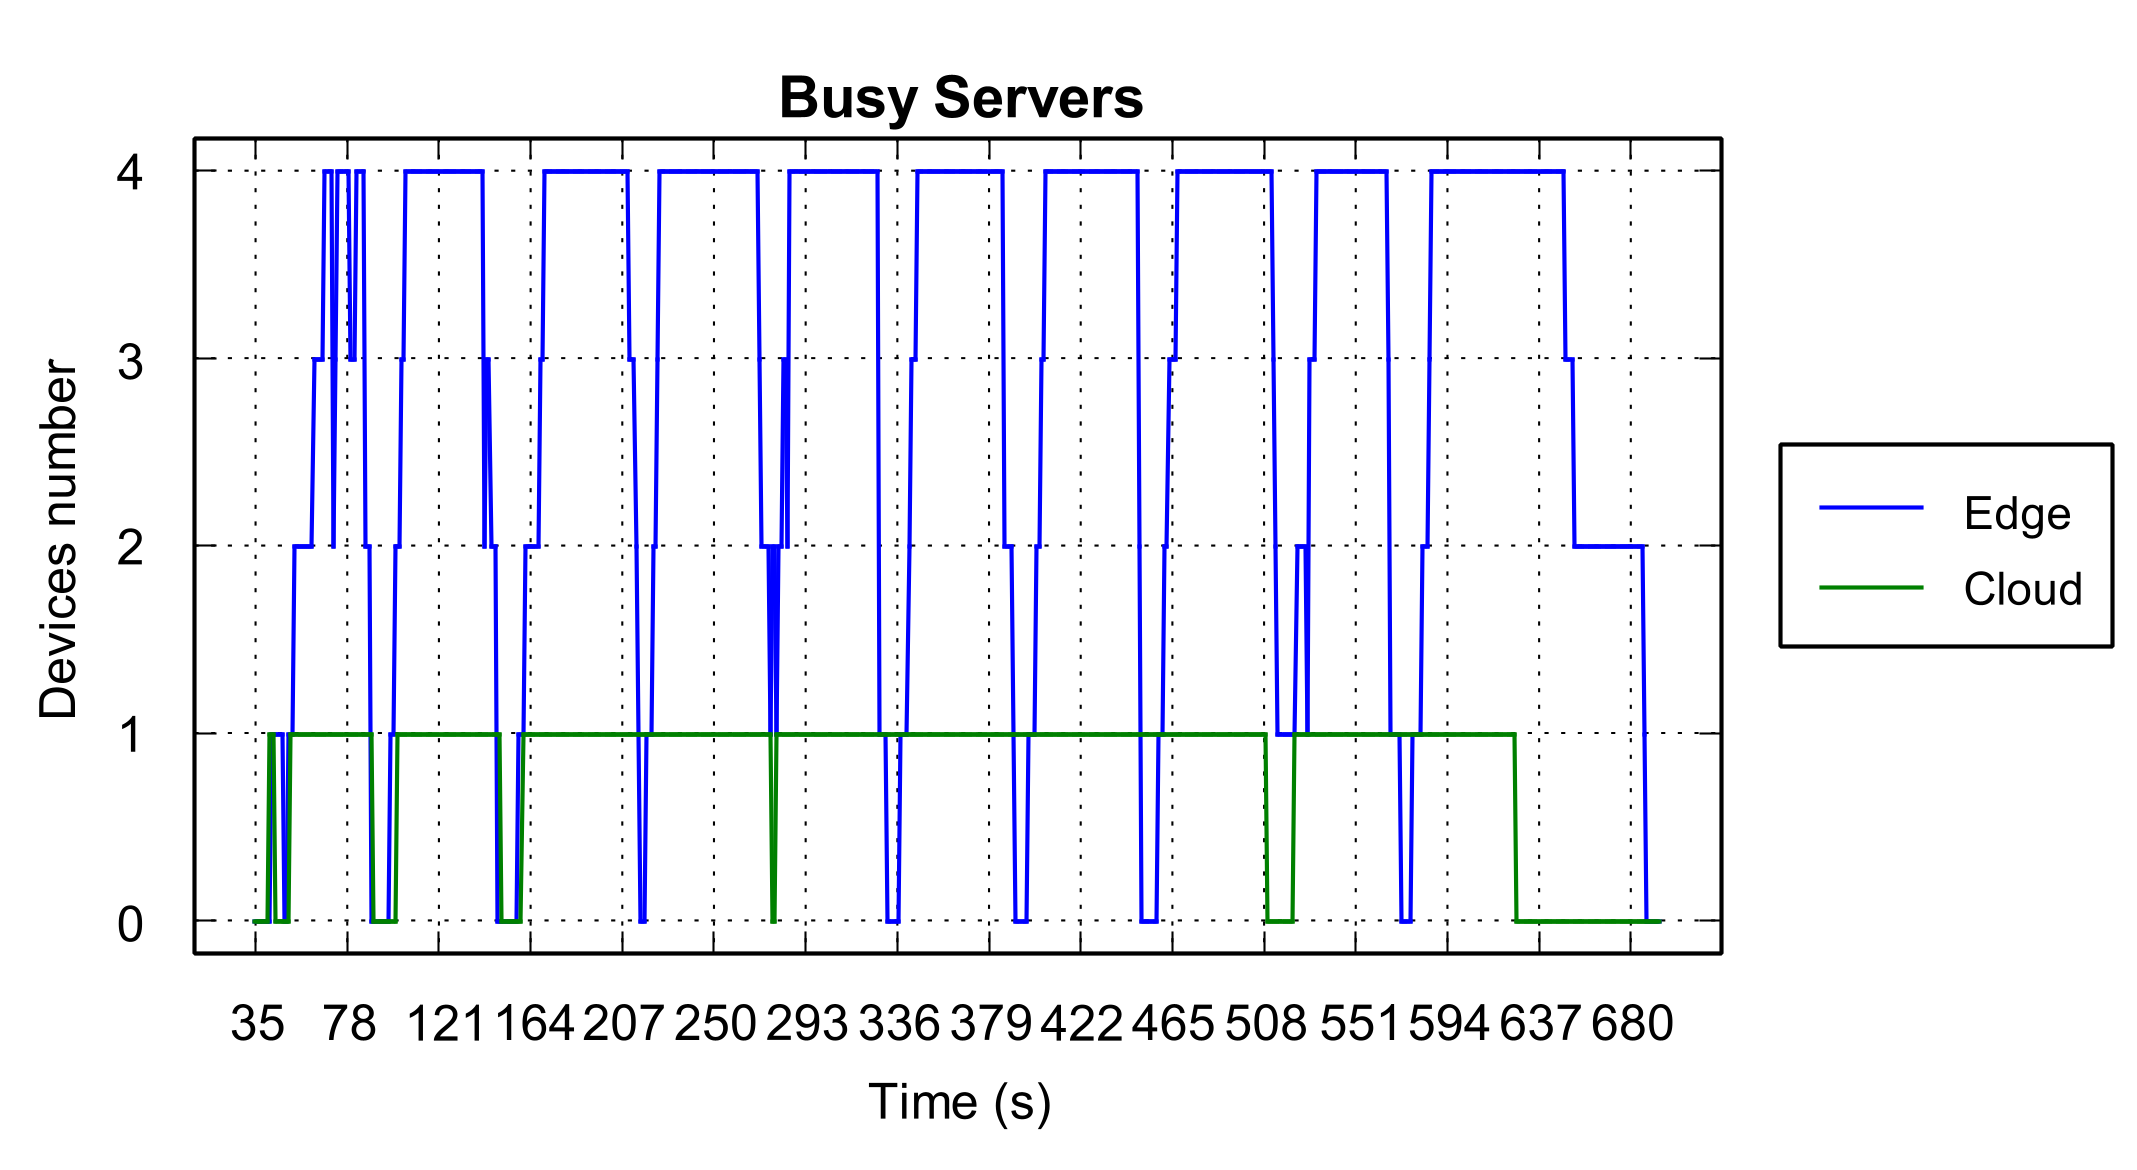 Busy Servers
4
3
2
1
0
Devices number
35 78 121 164 207 250 293 336 379 422 465 508 551 594 637 680
Time (s)
Edge
Cloud